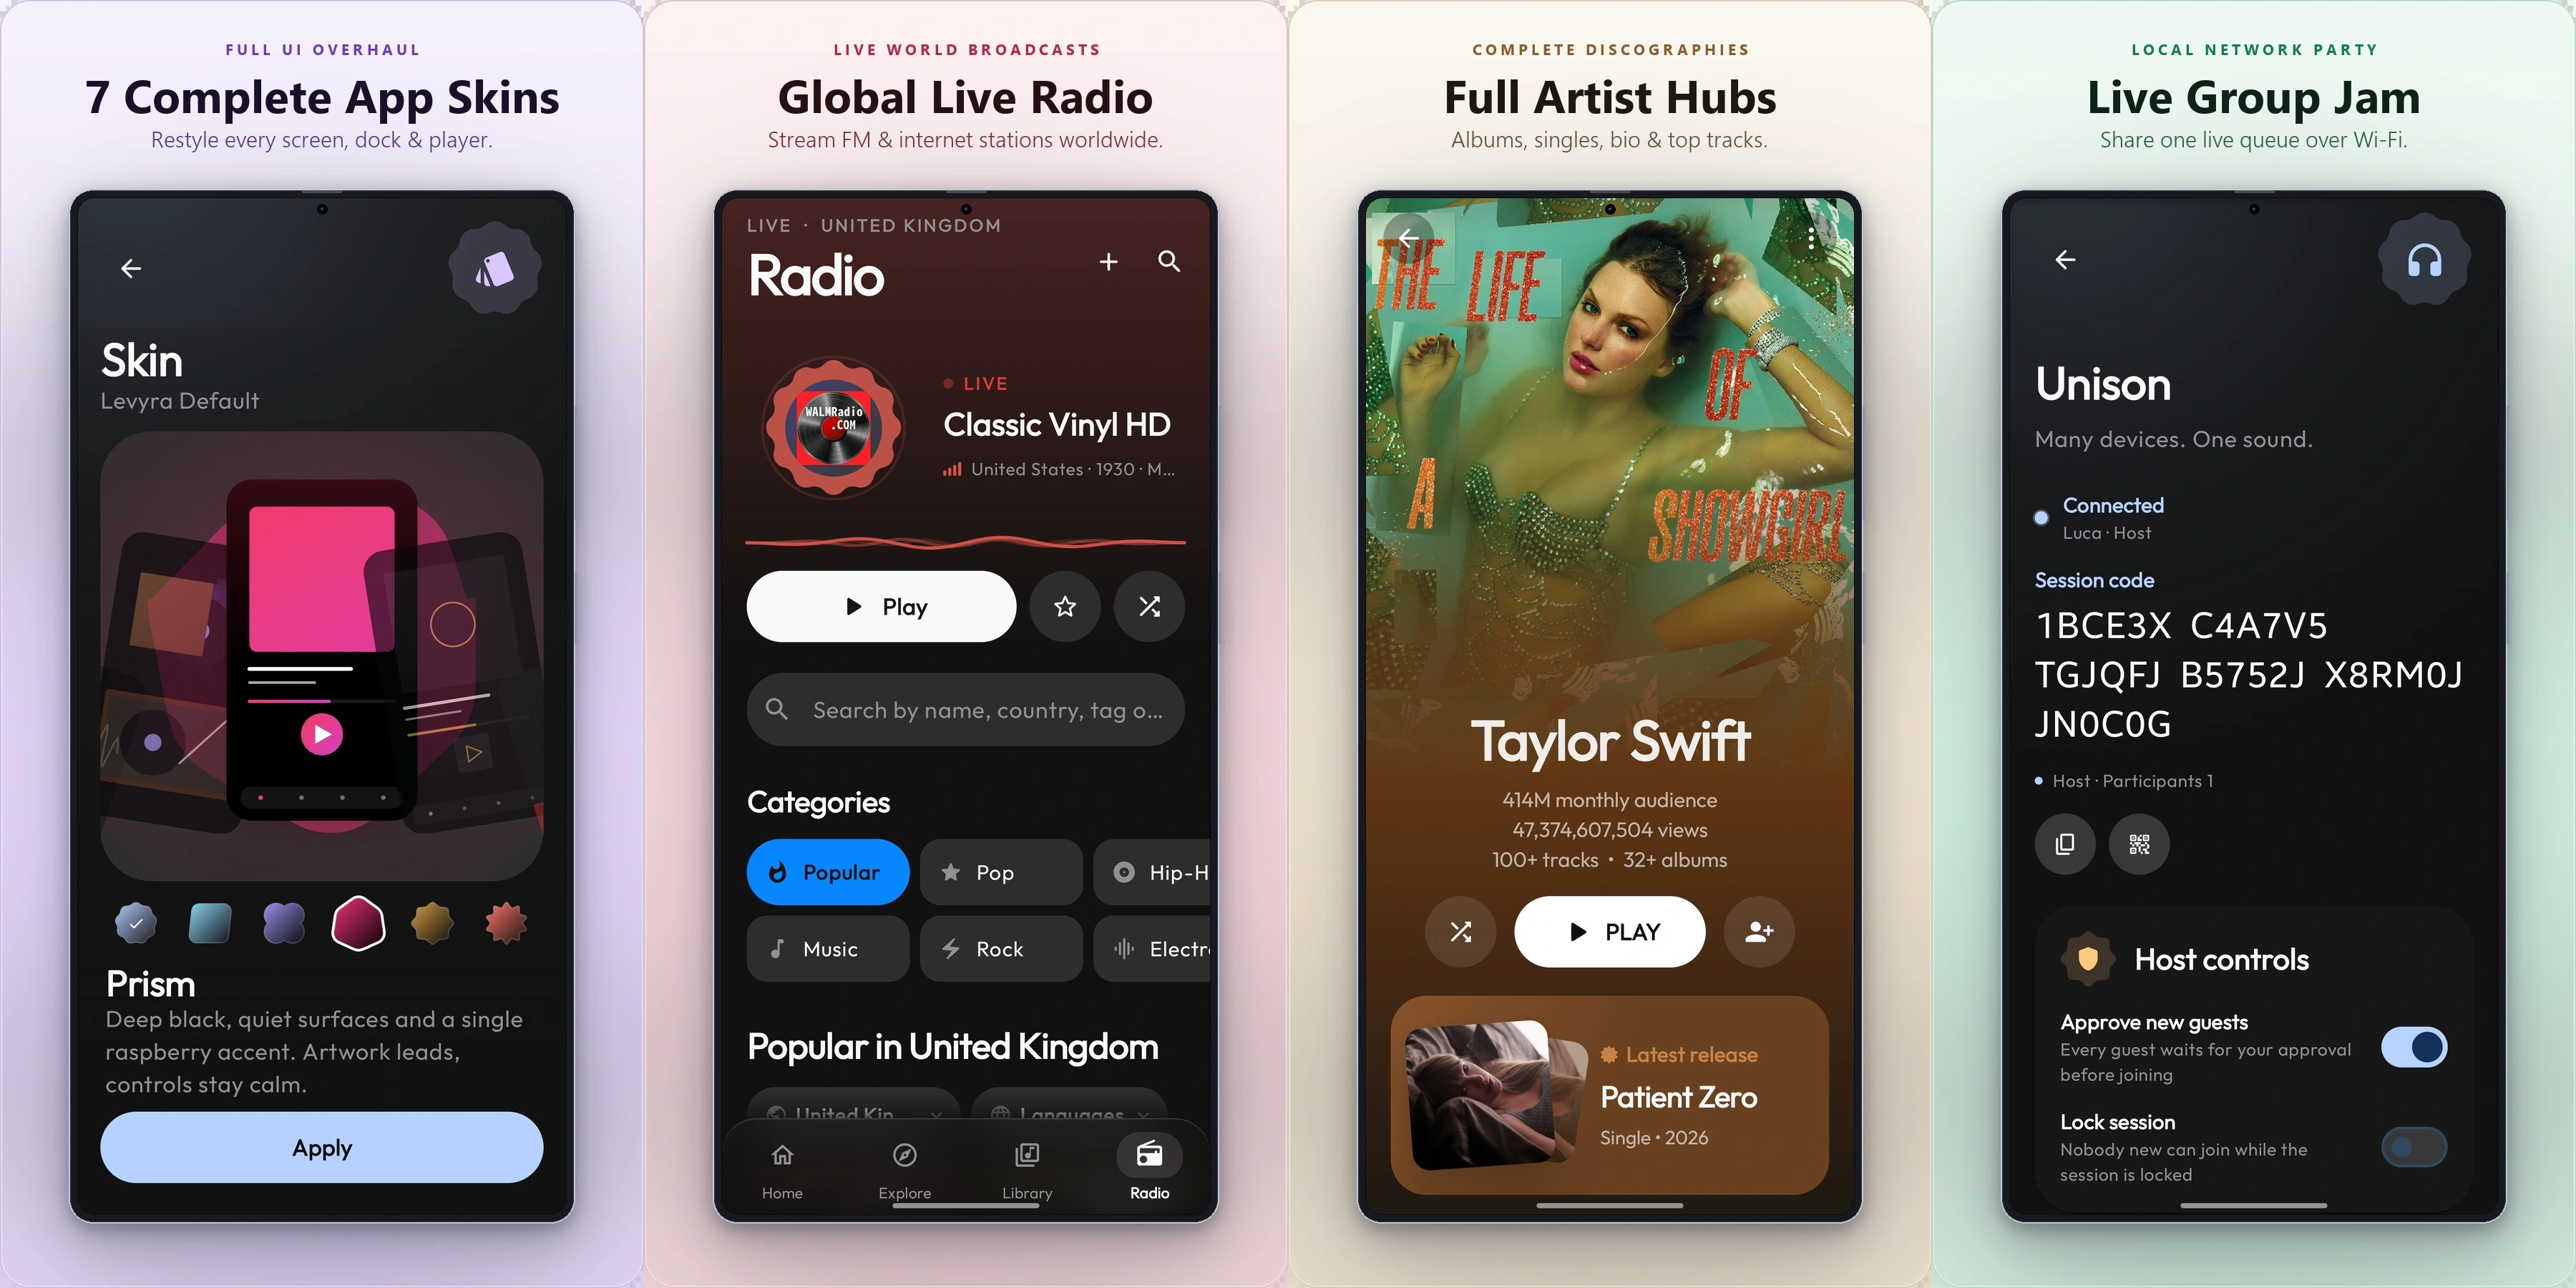 FULL UI OVERHAUL
7 Complete App Skins
Restyle every screen, dock & player.
Skin
Levyra Default
Prism
Deep black, quiet surfaces and a single
raspberry accent. Artwork leads,
controls stay calm.
Apply
LIVE WORLD BROADCASTS
Global Live Radio
Stream FM & internet stations worldwide.
LIVE · UNITED KINGDOM
Radio
WALMRadio
.COM
LIVE
Classic Vinyl HD
United States · 1930 · M...
Play
Search by name, country, tag o...
Categories
Popular
Pop
Hip-H
Music
Rock
Electr
Popular in United Kingdom
United Kin
Languages
Home
Explore
Library
Radio
COMPLETE DISCOGRAPHIES
Full Artist Hubs
Albums, singles, bio & top tracks.
THE LIFE
OF
A
SHOWGIRL
Taylor Swift
414M monthly audience
47,374,607,504 views
100+ tracks • 32+ albums
PLAY
Latest release
Patient Zero
Single • 2026
LOCAL NETWORK PARTY
Live Group Jam
Share one live queue over Wi-Fi.
Unison
Many devices. One sound.
Connected
Luca · Host
Session code
1BCE3X C4A7V5
TGJQFJ B5752J X8RM0J
JN0C0G
Host · Participants 1
Host controls
Approve new guests
Every guest waits for your approval
before joining
Lock session
Nobody new can join while the
session is locked